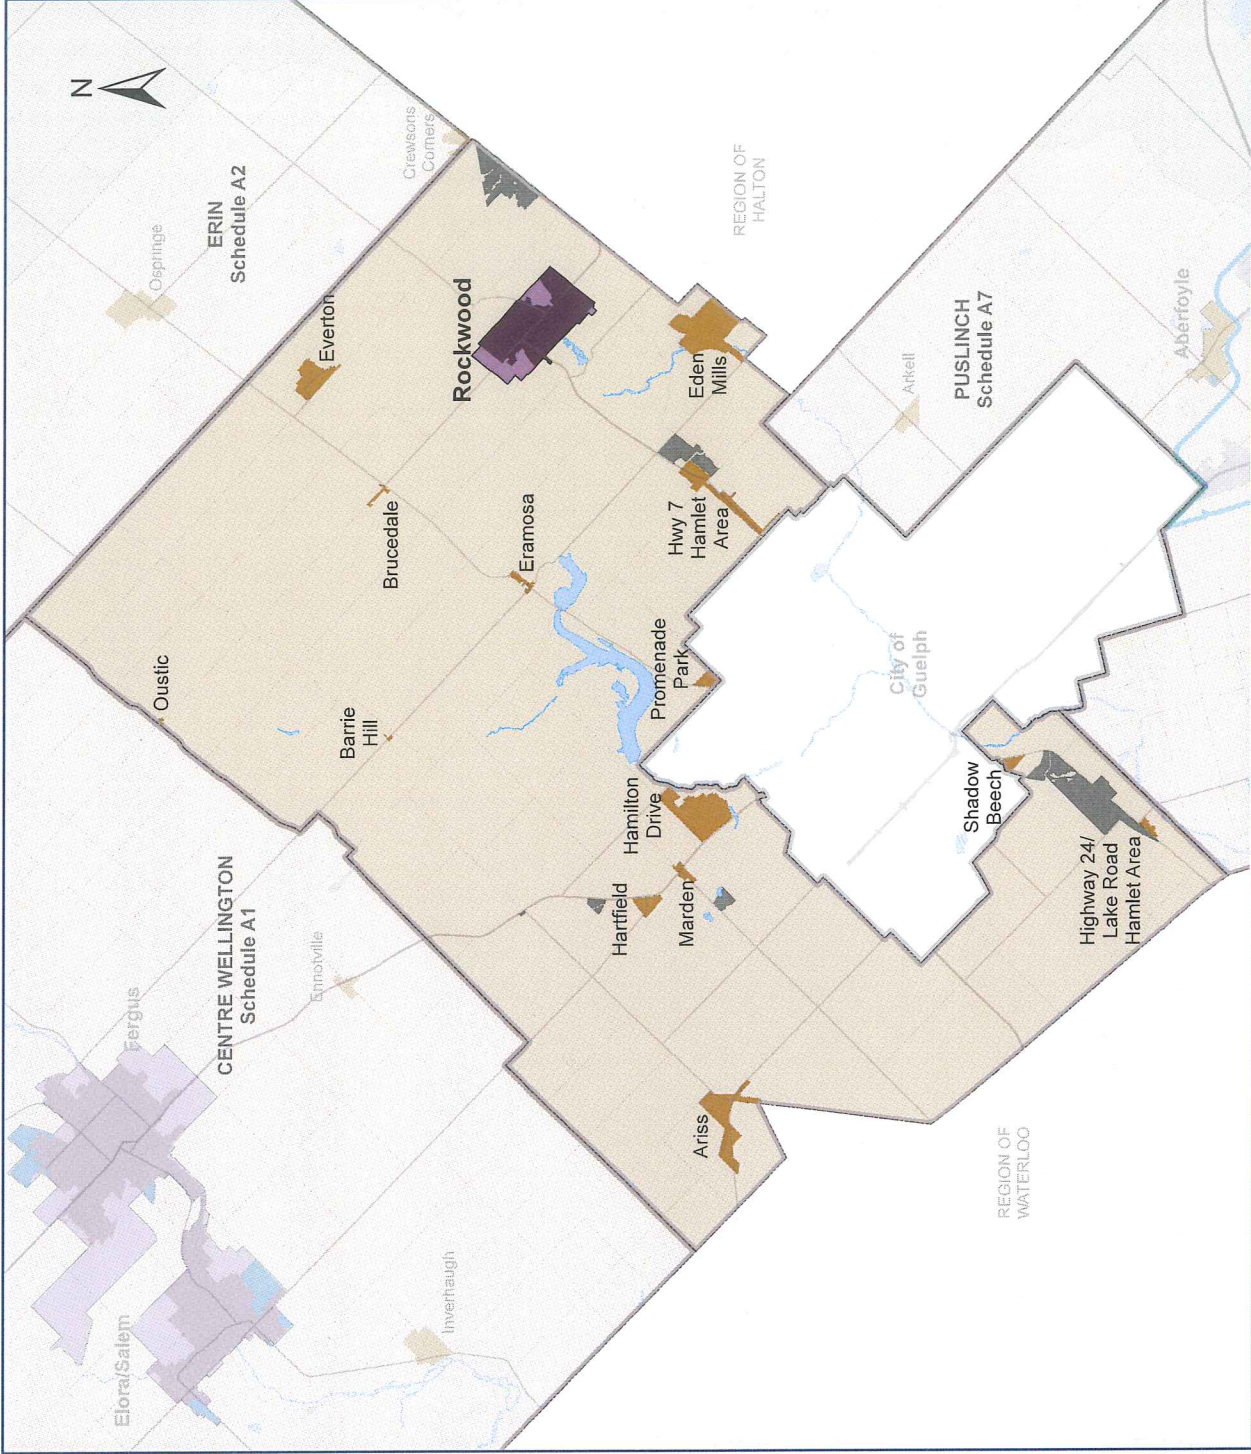 N
Crewsons
Corners
ERIN
Schedule A2
Ospringe
REGION OF
HALTON
Everton
Rockwood
PUSLINCH
Schedule A7
Aberfoyle
Arkell
Eden
Mills
Brucedale
Eramosa
Hwy 7
Hamlet
Area
Oustic
Barrie
Hill
Promenade
Park
City of
Guelph
Hamilton
Drive
Shadow
Beech
CENTRE WELLINGTON
Schedule A1
Hartfield
Marden
Highway 24/
Lake Road
Hamlet Area
Ennotville
Fergus
Ariss
REGION OF
WATERLOO
Inverhaugh
Elora/Salem